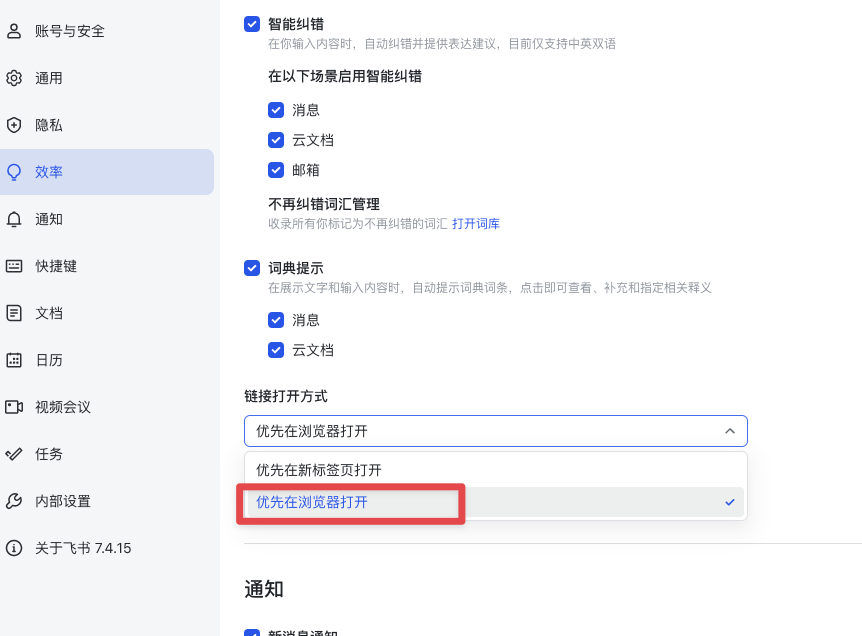 账号与安全
通用
隐私
效率
通知
快捷键
文档
日历
视频会议
任务
内部设置
关于飞书 7.4.15
智能纠错
在你输入内容时，自动纠错并提供表达建议，目前仅支持中英双语
在以下场景启用智能纠错
消息
云文档
邮箱
不再纠错词汇管理
收录所有你标记为不再纠错的词汇 打开词库
词典提示
在展示文字和输入内容时，自动提示词典词条，点击即可查看、补充和指定相关释义
消息
云文档
链接打开方式
优先在浏览器打开
优先在新标签页打开
优先在浏览器打开
通知
新消息通知